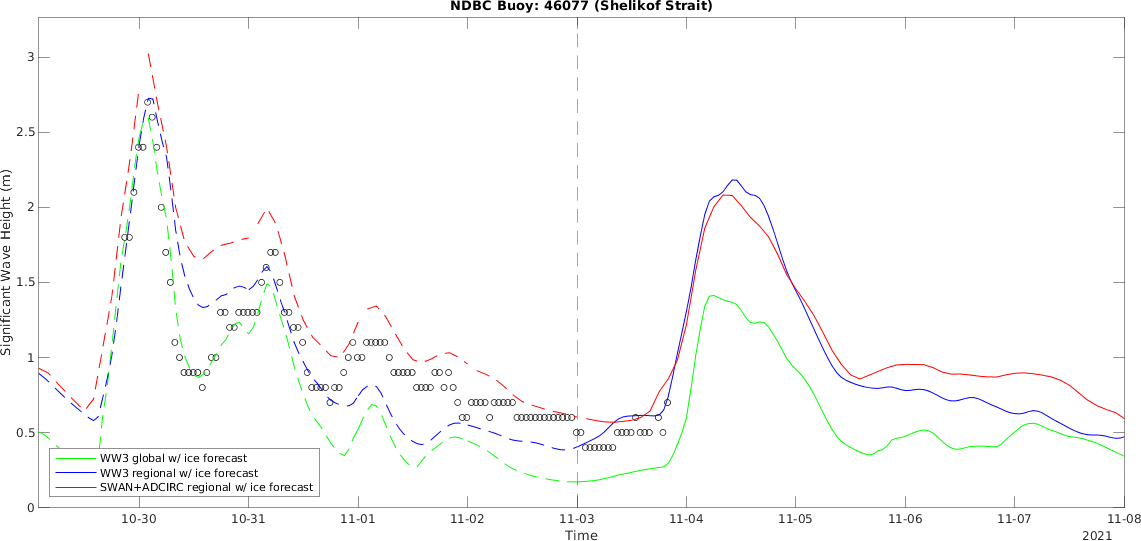 NDBC Buoy: 46077 (Shelikof Strait)
Significant Wave Height (m)
3
2.5
2
1.5
1
0.5
0
WW3 global w/ ice forecast
WW3 regional w/ ice forecast
SWAN+ADCIRC regional w/ ice forecast
10-30 10-31 11-01 11-02 11-03 11-04 11-05 11-06 11-07 11-08
Time
2021